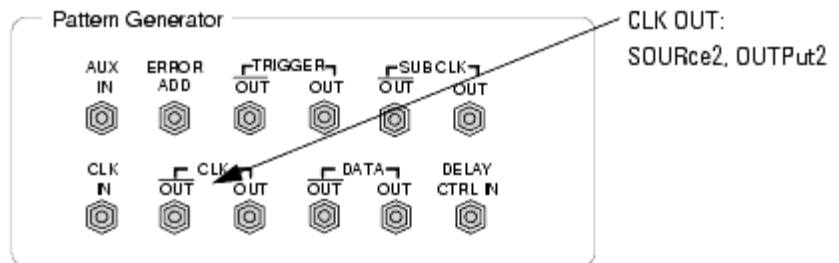 Pattern Generator
CLK OUT:
SOURce2, OUTPut2
AUX IN
ERROR ADD
TRIGGER
OUT
OUT
SUBCLK
OUT
OUT
CLK IN
CLK
OUT
OUT
DATA
OUT
OUT
DELAY CTRL IN